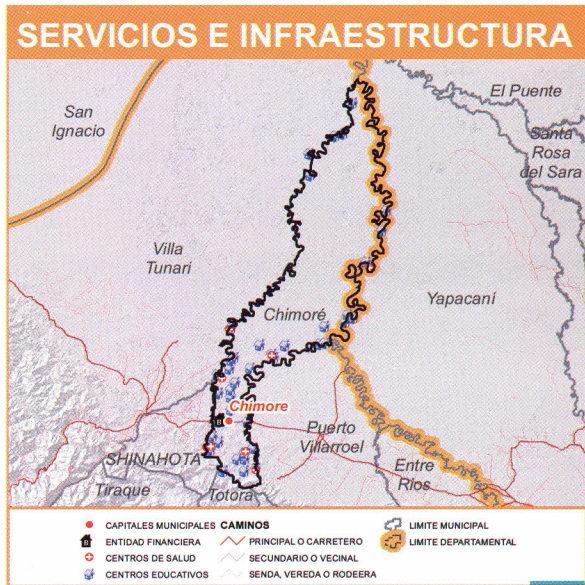 SERVICIOS E INFRAESTRUCTURA
San
Ignacio
El Puente
Santa
Rosa
del Sara
Villa
Tunari
Chimoré
Yapacaní
Chimore
Puerto
Villarroel
SHINAHOTA
Entre
Rios
Tiraque
Totora
CAPITALES MUNICIPALES
ENTIDAD FINANCIERA
CENTROS DE SALUD
CENTROS EDUCATIVOS
CAMINOS
PRINCIPAL O CARRETERO
SECUNDARIO O VECINAL
SENDA, VEREDA O RODEERA
LIMITE MUNICIPAL
LIMITE DEPARTAMENTAL